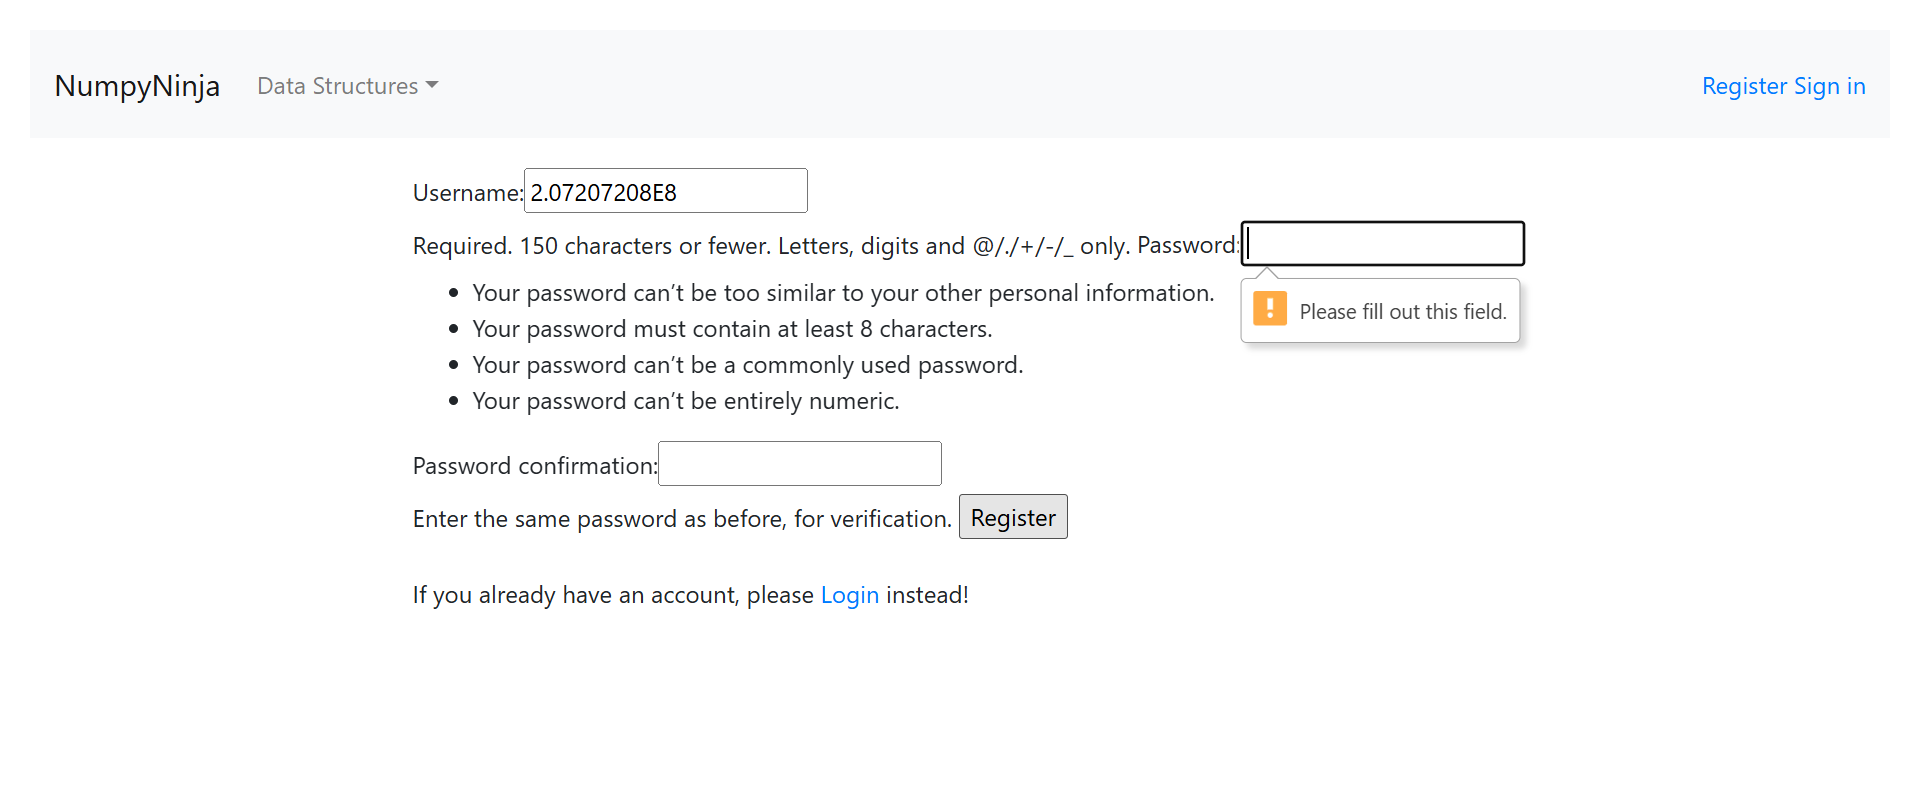 NumpyNinja Data Structures Register Sign in
Username: 2.07207208E8
Required. 150 characters or fewer. Letters, digits and @/./+/-/_ only. Password:
Please fill out this field.
Your password can’t be too similar to your other personal information.
Your password must contain at least 8 characters.
Your password can’t be a commonly used password.
Your password can’t be entirely numeric.
Password confirmation:
Enter the same password as before, for verification. Register
If you already have an account, please Login instead!